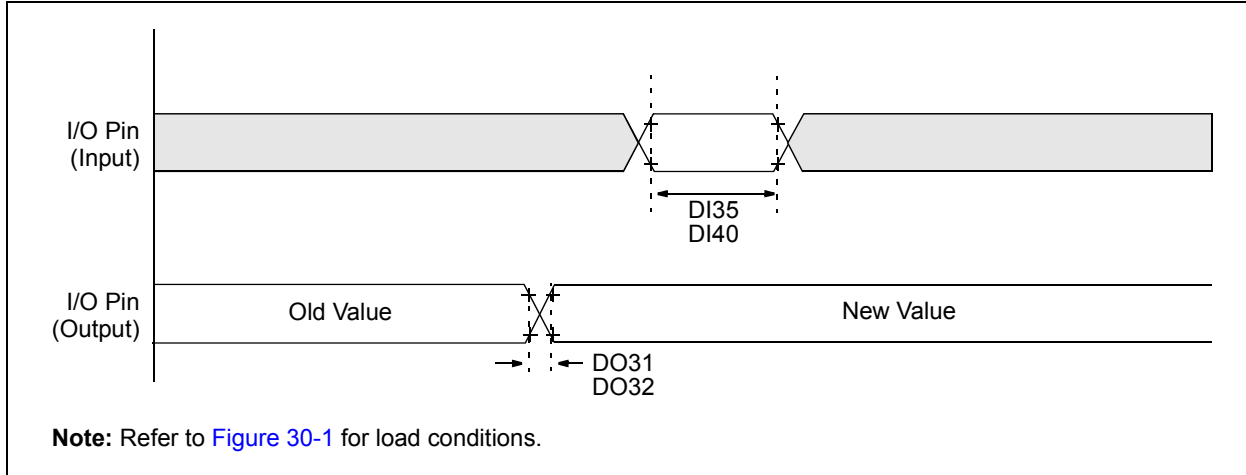 I/O Pin
(Input)
DI35
DI40
I/O Pin
(Output)
Old Value
New Value
DO31
DO32
Note: Refer to Figure 30-1 for load conditions.